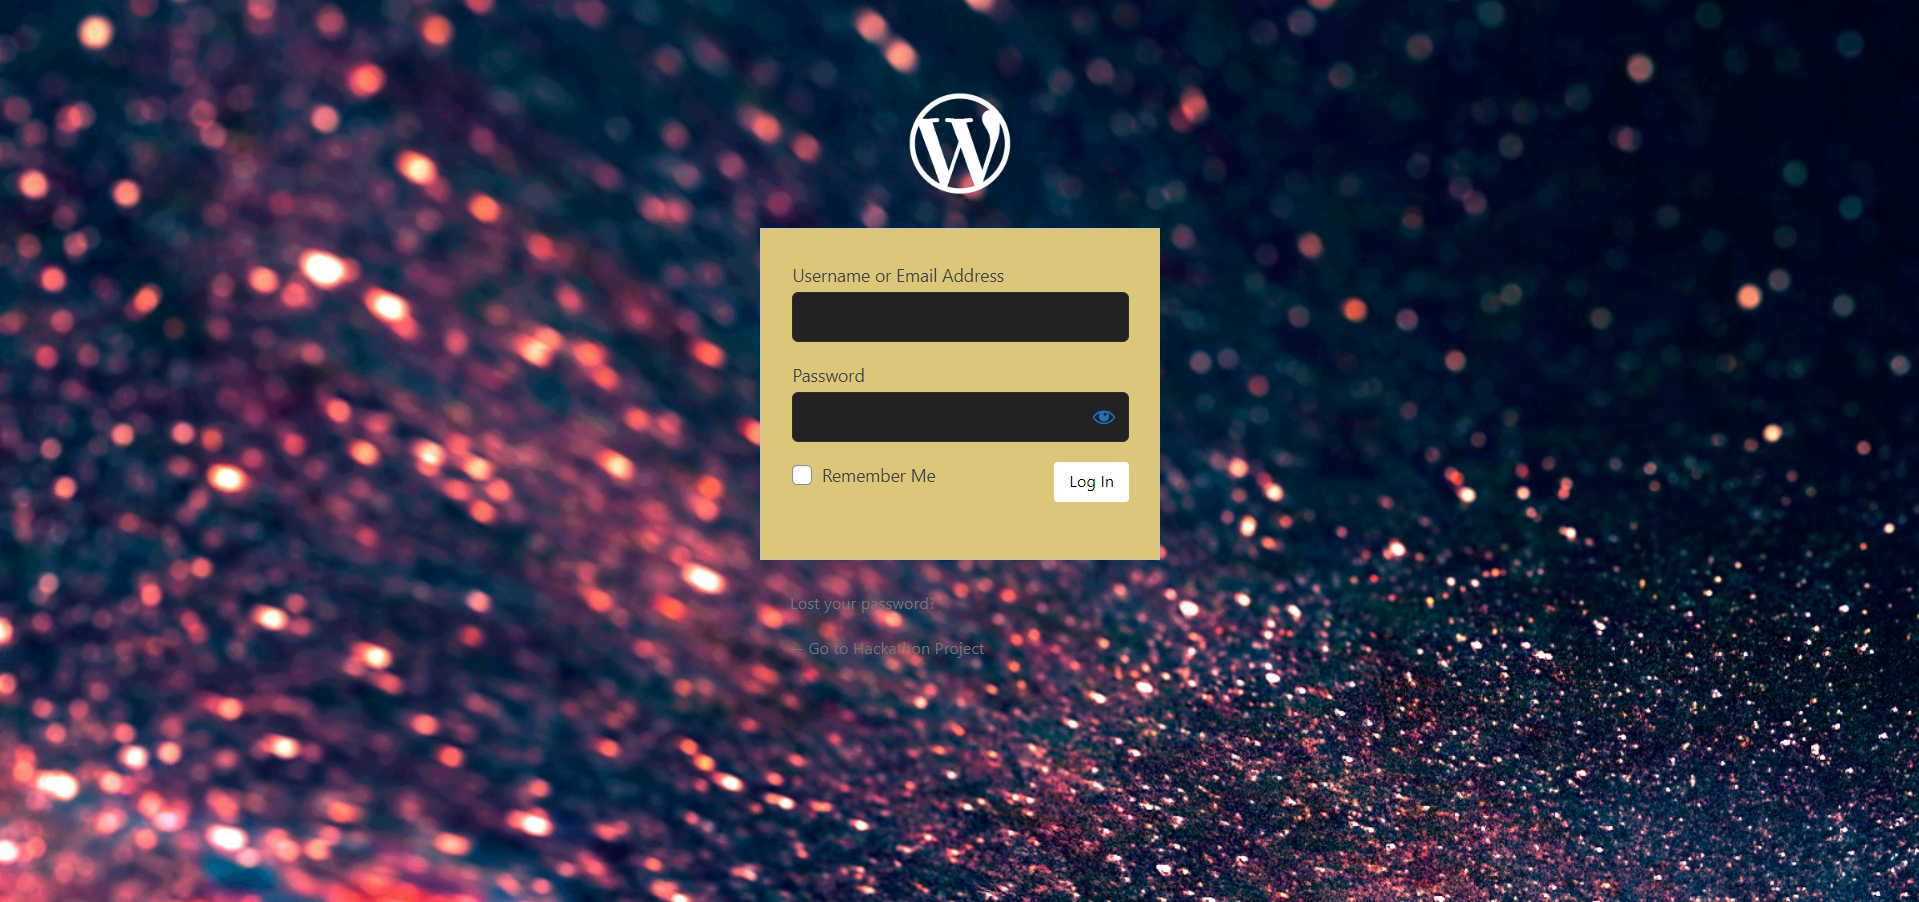 Username or Email Address
Password
Remember Me
Log In
Lost your password?
← Go to Hackathon Project